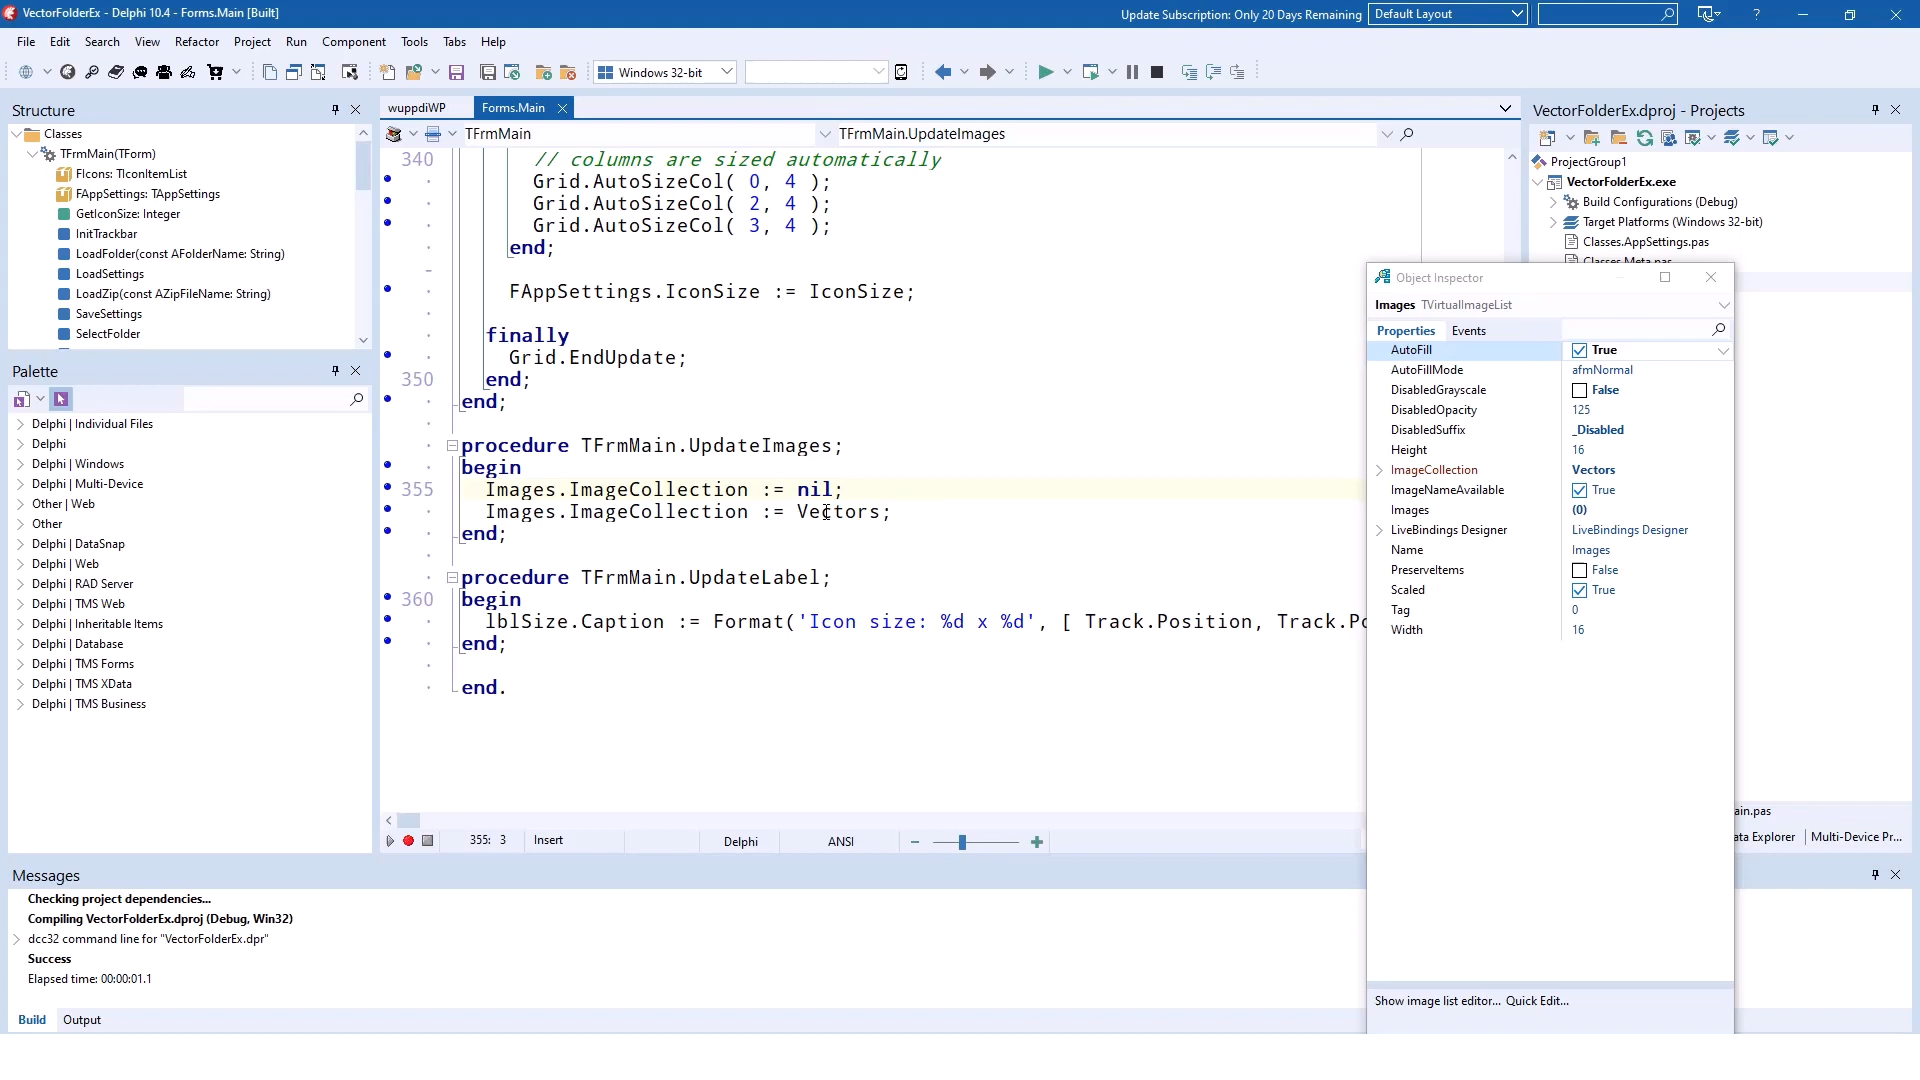 VectorFolderEx - Delphi 10.4 - Forms.Main [Built]
Update Subscription: Only 20 Days Remaining
Default Layout
?
File Edit Search View Refactor Project Run Component Tools Tabs Help
Windows 32-bit
Structure
Classes
TFrmMain(TForm)
FIcons: TIconItemList
FAppSettings: TAppSettings
GetIconSize: Integer
InitTrackbar
LoadFolder(const AFolderName: String)
LoadSettings
LoadZip(const AZipFileName: String)
SaveSettings
SelectFolder
Palette
Delphi | Individual Files
Delphi
Delphi | Windows
Delphi | Multi-Device
Other | Web
Other
Delphi | DataSnap
Delphi | Web
Delphi | RAD Server
Delphi | TMS Web
Delphi | Inheritable Items
Delphi | Database
Delphi | TMS Forms
Delphi | TMS XData
Delphi | TMS Business
wuppdiWP Forms.Main
TFrmMain TFrmMain.UpdateImages
340 // columns are sized automatically
Grid.AutoSizeCol( 0, 4 );
Grid.AutoSizeCol( 2, 4 );
Grid.AutoSizeCol( 3, 4 );
end;
FAppSettings.IconSize := IconSize;
finally
Grid.EndUpdate;
350 end;
end;
procedure TFrmMain.UpdateImages;
begin
355 Images.ImageCollection := nil;
Images.ImageCollection := Vectors;
end;
procedure TFrmMain.UpdateLabel;
360 begin
lblSize.Caption := Format('Icon size: %d x %d', [ Track.Position, Track.Po
end;
end.
355: 3 Insert Delphi ANSI
VectorFolderEx.dproj - Projects
ProjectGroup1
VectorFolderEx.exe
Build Configurations (Debug)
Target Platforms (Windows 32-bit)
Classes.AppSettings.pas
Classes.Meta.pas
Object Inspector
Images TVirtualImageList
Properties Events
AutoFill True
AutoFillMode afmNormal
DisabledGrayscale False
DisabledOpacity 125
DisabledSuffix _Disabled
Height 16
ImageCollection Vectors
ImageNameAvailable True
Images (0)
LiveBindings Designer LiveBindings Designer
Name Images
PreserveItems False
Scaled True
Tag 0
Width 16
Show image list editor... Quick Edit...
ain.pas
ata Explorer Multi-Device Pr...
Messages
Checking project dependencies...
Compiling VectorFolderEx.dproj (Debug, Win32)
dcc32 command line for "VectorFolderEx.dpr"
Success
Elapsed time: 00:00:01.1
Build Output